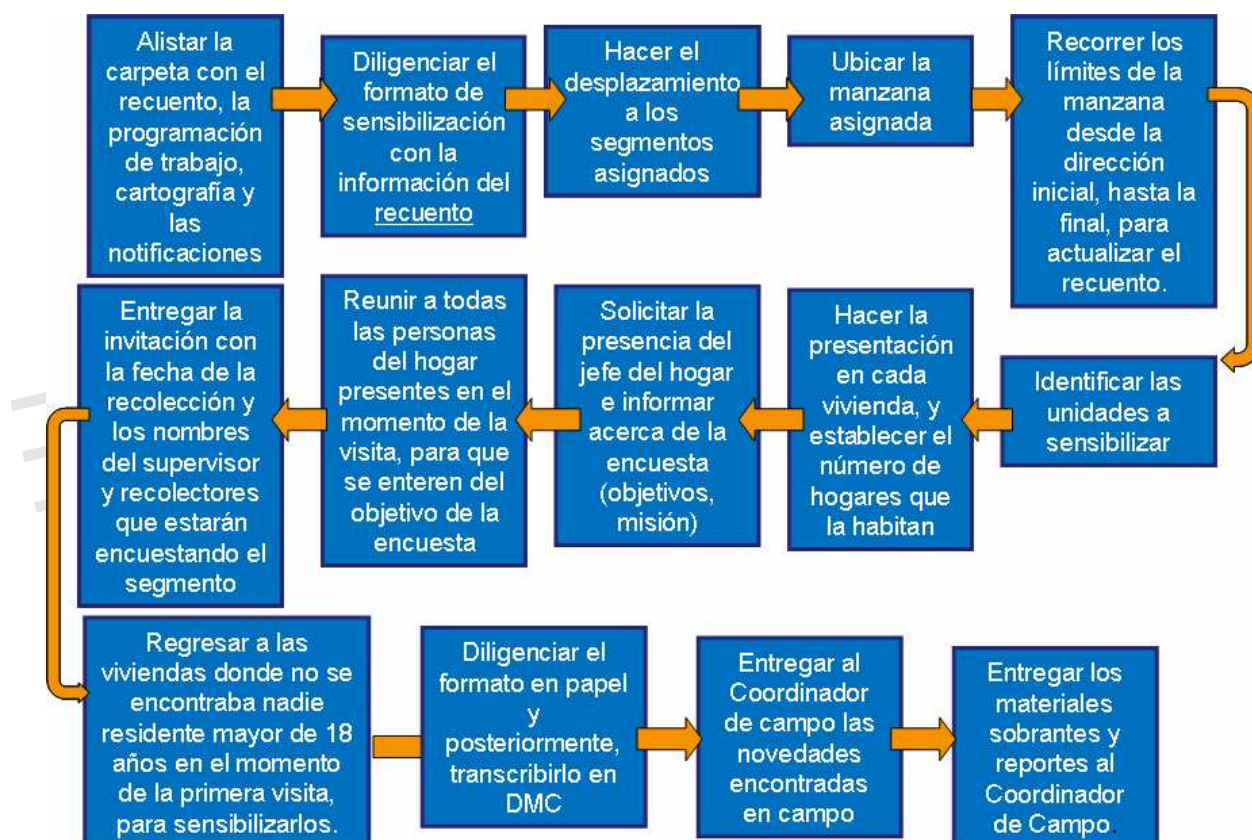 Alistar la
carpeta con el
recuento, la
programación
de trabajo,
cartografía y
las
notificaciones
Diligenciar el
formato de
sensibilización
con la
información del
recuento
Hacer el
desplazamiento
a los
segmentos
asignados
Ubicar la
manzana
asignada
Recorrer los
límites de la
manzana
desde la
dirección
inicial, hasta la
final, para
actualizar el
recuento.
Identificar las
unidades a
sensibilizar
Hacer la
presentación
en cada
vivienda, y
establecer el
número de
hogares que
la habitan
Solicitar la
presencia del
jefe del hogar
e informar
acerca de la
encuesta
(objetivos,
misión)
Reunir a todas
las personas
del hogar
presentes en el
momento de la
visita, para que
se enteren del
objetivo de la
encuesta
Entregar la
invitación con
la fecha de la
recolección y
los nombres
del supervisor
y recolectores
que estarán
encuestando el
segmento
Regresar a las
viviendas donde no se
encontraba nadie
residente mayor de 18
años en el momento
de la primera visita,
para sensibilizarlos.
Diligenciar el
formato en papel
y
posteriormente,
transcribirlo en
DMC
Entregar al
Coordinador
de campo las
novedades
encontradas
en campo
Entregar los
materiales
sobrantes y
reportes al
Coordinador
de Campo.